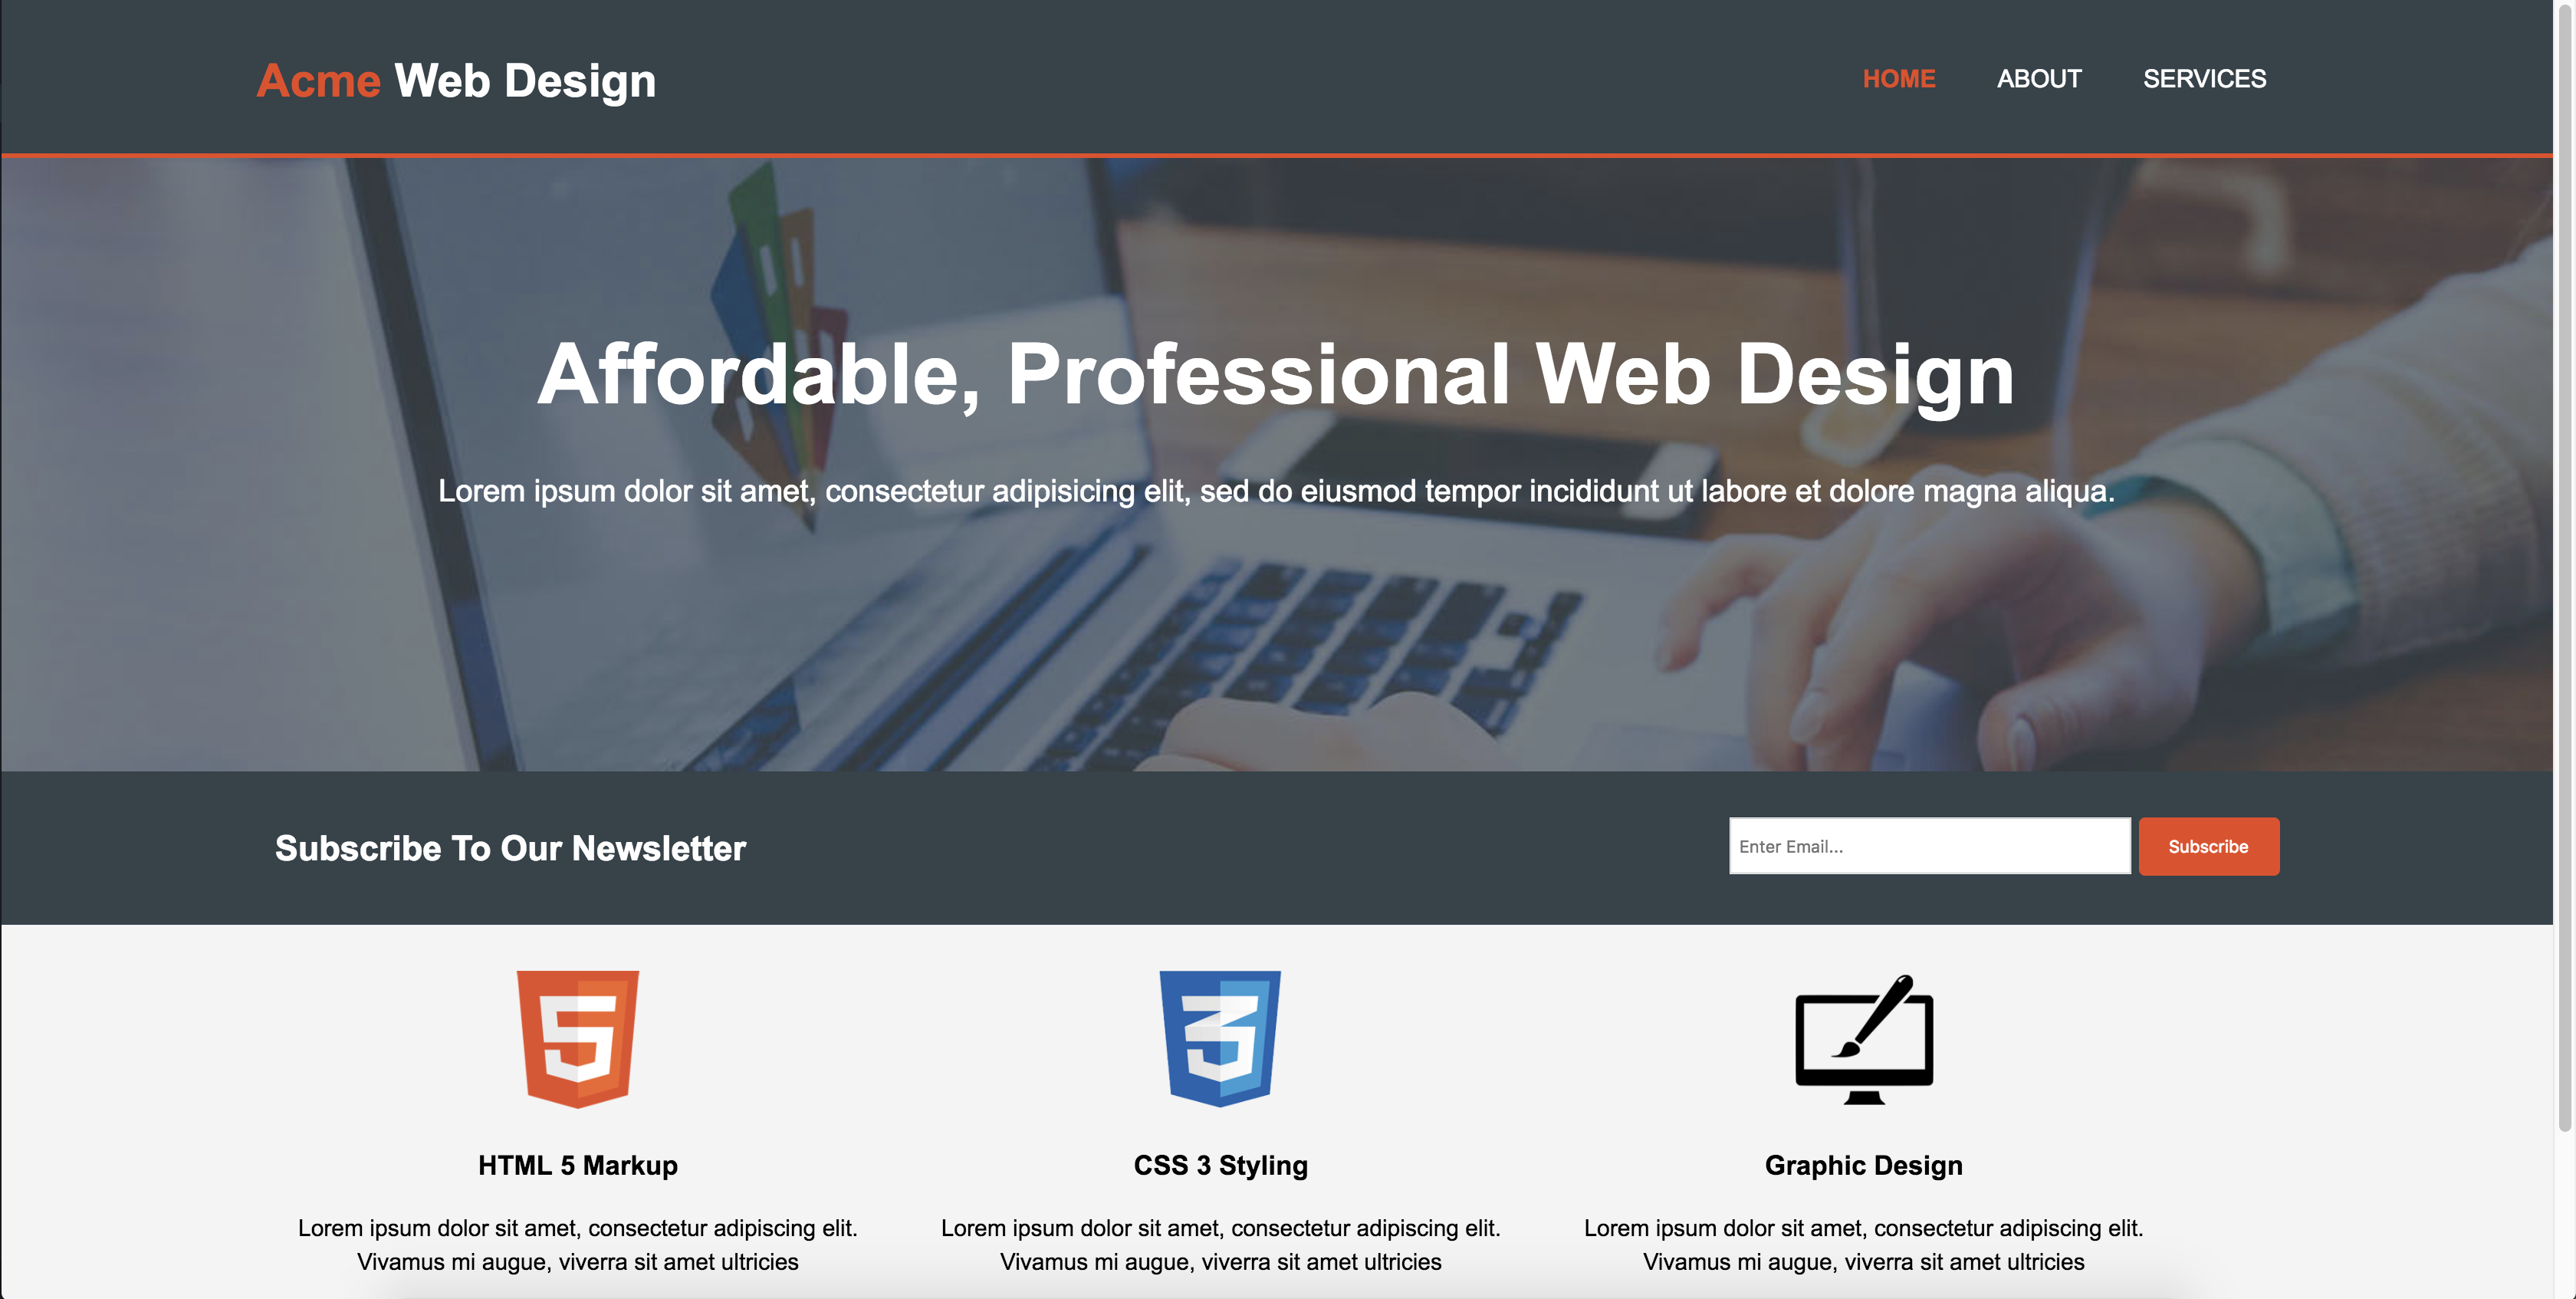 Acme Web Design
HOME ABOUT SERVICES
Affordable, Professional Web Design
Lorem ipsum dolor sit amet, consectetur adipisicing elit, sed do eiusmod tempor incididunt ut labore et dolore magna aliqua.
Subscribe To Our Newsletter
Enter Email...
Subscribe
HTML 5 Markup
Lorem ipsum dolor sit amet, consectetur adipiscing elit.
Vivamus mi augue, viverra sit amet ultricies
CSS 3 Styling
Lorem ipsum dolor sit amet, consectetur adipiscing elit.
Vivamus mi augue, viverra sit amet ultricies
Graphic Design
Lorem ipsum dolor sit amet, consectetur adipiscing elit.
Vivamus mi augue, viverra sit amet ultricies